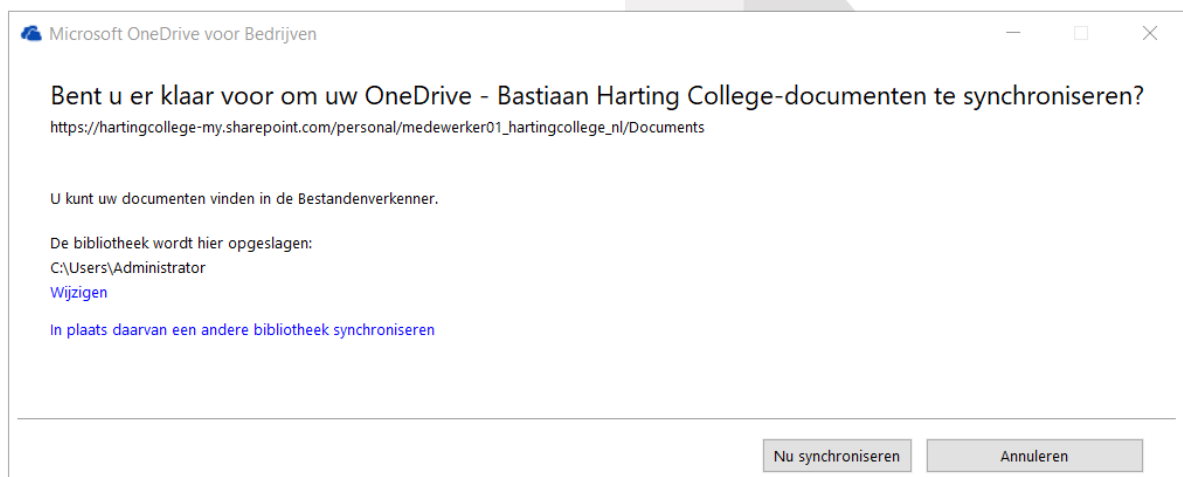 Microsoft OneDrive voor Bedrijven
Bent u er klaar voor om uw OneDrive - Bastiaan Harting College-documenten te synchroniseren?
https://hartingcollege-my.sharepoint.com/personal/medewerker01_hartingcollege_nl/Documents
U kunt uw documenten vinden in de Bestandenverkenner.
De bibliotheek wordt hier opgeslagen:
C:\Users\Administrator
Wijzigen
In plaats daarvan een andere bibliotheek synchroniseren
Nu synchroniseren
Annuleren